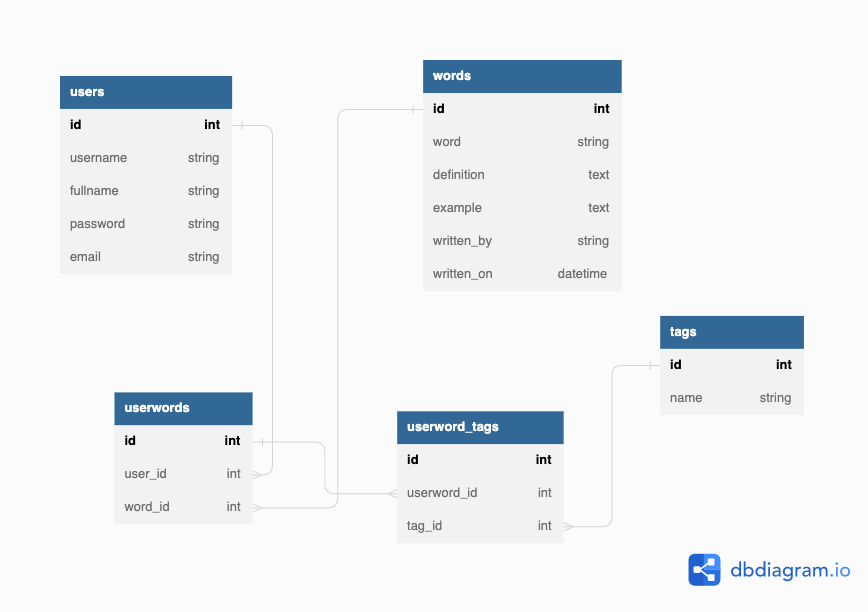 users
id int
username string
fullname string
password string
email string
words
id int
word string
definition text
example text
written_by string
written_on datetime
tags
id int
name string
userwords
id int
user_id int
word_id int
userword_tags
id int
userword_id int
tag_id int
dbdiagram.io